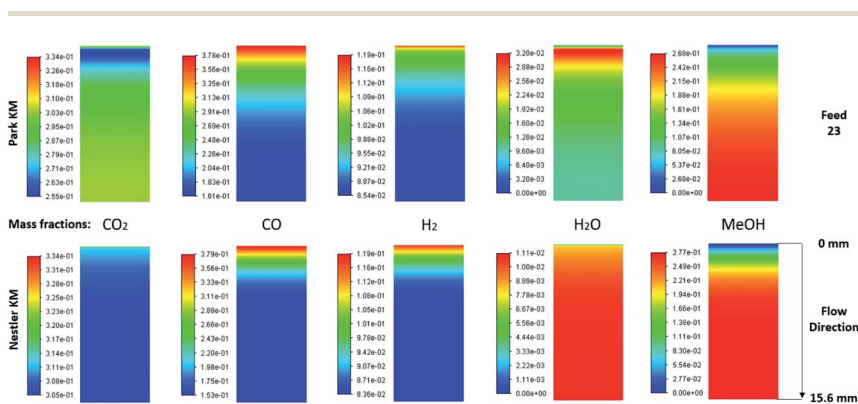 Park KM
3.34e-01
3.26e-01
3.18e-01
3.11e-01
3.03e-01
2.95e-01
2.87e-01
2.79e-01
2.71e-01
2.63e-01
2.55e-01
3.78e-01
3.56e-01
3.35e-01
3.13e-01
2.91e-01
2.69e-01
2.48e-01
2.26e-01
2.04e-01
1.83e-01
1.61e-01
1.19e-01
1.16e-01
1.12e-01
1.09e-01
1.06e-01
1.02e-01
9.88e-02
9.55e-02
9.21e-02
8.87e-02
8.54e-02
3.20e-02
2.88e-02
2.56e-02
2.24e-02
1.92e-02
1.60e-02
1.28e-02
9.60e-03
6.40e-03
3.20e-03
0.00e+00
2.68e-01
2.42e-01
2.15e-01
1.88e-01
1.61e-01
1.34e-01
1.07e-01
8.05e-02
5.37e-02
2.68e-02
0.00e+00
Feed
23
Mass fractions: CO2 CO H2 H2O MeOH
Nestler KM
3.34e-01
3.31e-01
3.28e-01
3.25e-01
3.23e-01
3.20e-01
3.17e-01
3.14e-01
3.11e-01
3.08e-01
3.05e-01
3.79e-01
3.56e-01
3.33e-01
3.11e-01
2.88e-01
2.66e-01
2.43e-01
2.20e-01
1.98e-01
1.75e-01
1.53e-01
1.19e-01
1.15e-01
1.12e-01
1.08e-01
1.05e-01
1.01e-01
9.78e-02
9.42e-02
9.07e-02
8.71e-02
8.36e-02
1.11e-02
9.98e-03
8.87e-03
7.76e-03
6.65e-03
5.54e-03
4.44e-03
3.33e-03
2.22e-03
1.11e-03
0.00e+00
2.77e-01
2.49e-01
2.21e-01
1.94e-01
1.66e-01
1.38e-01
1.11e-01
8.30e-02
5.54e-02
2.77e-02
0.00e+00
0 mm
Flow
Direction
15.6 mm